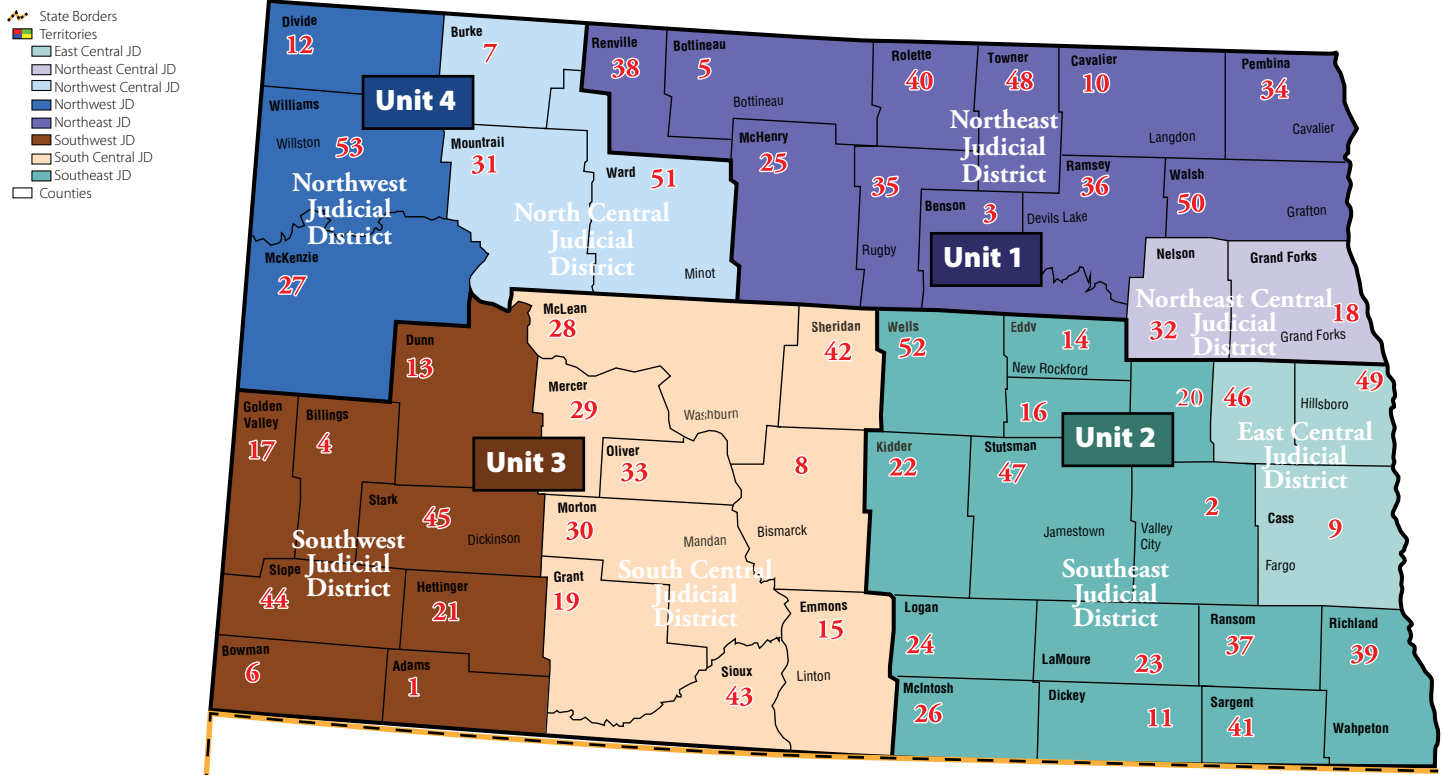 State Borders
Territories
East Central JD
Northeast Central JD
Northwest Central JD
Northwest JD
Northeast JD
Southwest JD
South Central JD
Southeast JD
Counties
Divide
12
Burke
7
Renville
38
Bottineau
5
Bottineau
Rolette
40
Towner
48
Cavalier
10
Langdon
Pembina
34
Cavalier
Unit 4
Williams
Williston
53
Northwest
Judicial
District
McKenzie
27
Mountrail
31
Ward
51
North Central
Judicial
District
Minot
McHenry
25
35
Rugby
Northeast
Judicial
District
Benson
3
Ramsey
36
Devils Lake
Walsh
50
Grafton
Unit 1
Nelson
32
Grand Forks
18
Grand Forks
Northeast Central
Judicial
District
Dunn
13
McLean
28
Sheridan
42
Mercer
29
Washburn
Wells
52
Eddy
14
New Rockford
16
20
46
49
Hillsboro
East Central
Judicial
District
Golden
Valley
17
Billings
4
Unit 3
Oliver
33
8
Kidder
22
Stutsman
47
Unit 2
Stark
45
Dickinson
Southwest
Judicial
District
Morton
30
Mandan
Bismarck
Jamestown
2
Valley
City
Cass
9
Fargo
Slope
44
Hettinger
21
Grant
19
South Central
Judicial
District
Emmons
15
Linton
Southeast
Judicial
District
Logan
24
LaMoure
23
Ransom
37
Richland
39
Bowman
6
Adams
1
Sioux
43
McIntosh
26
Dickey
11
Sargent
41
Wahpeton